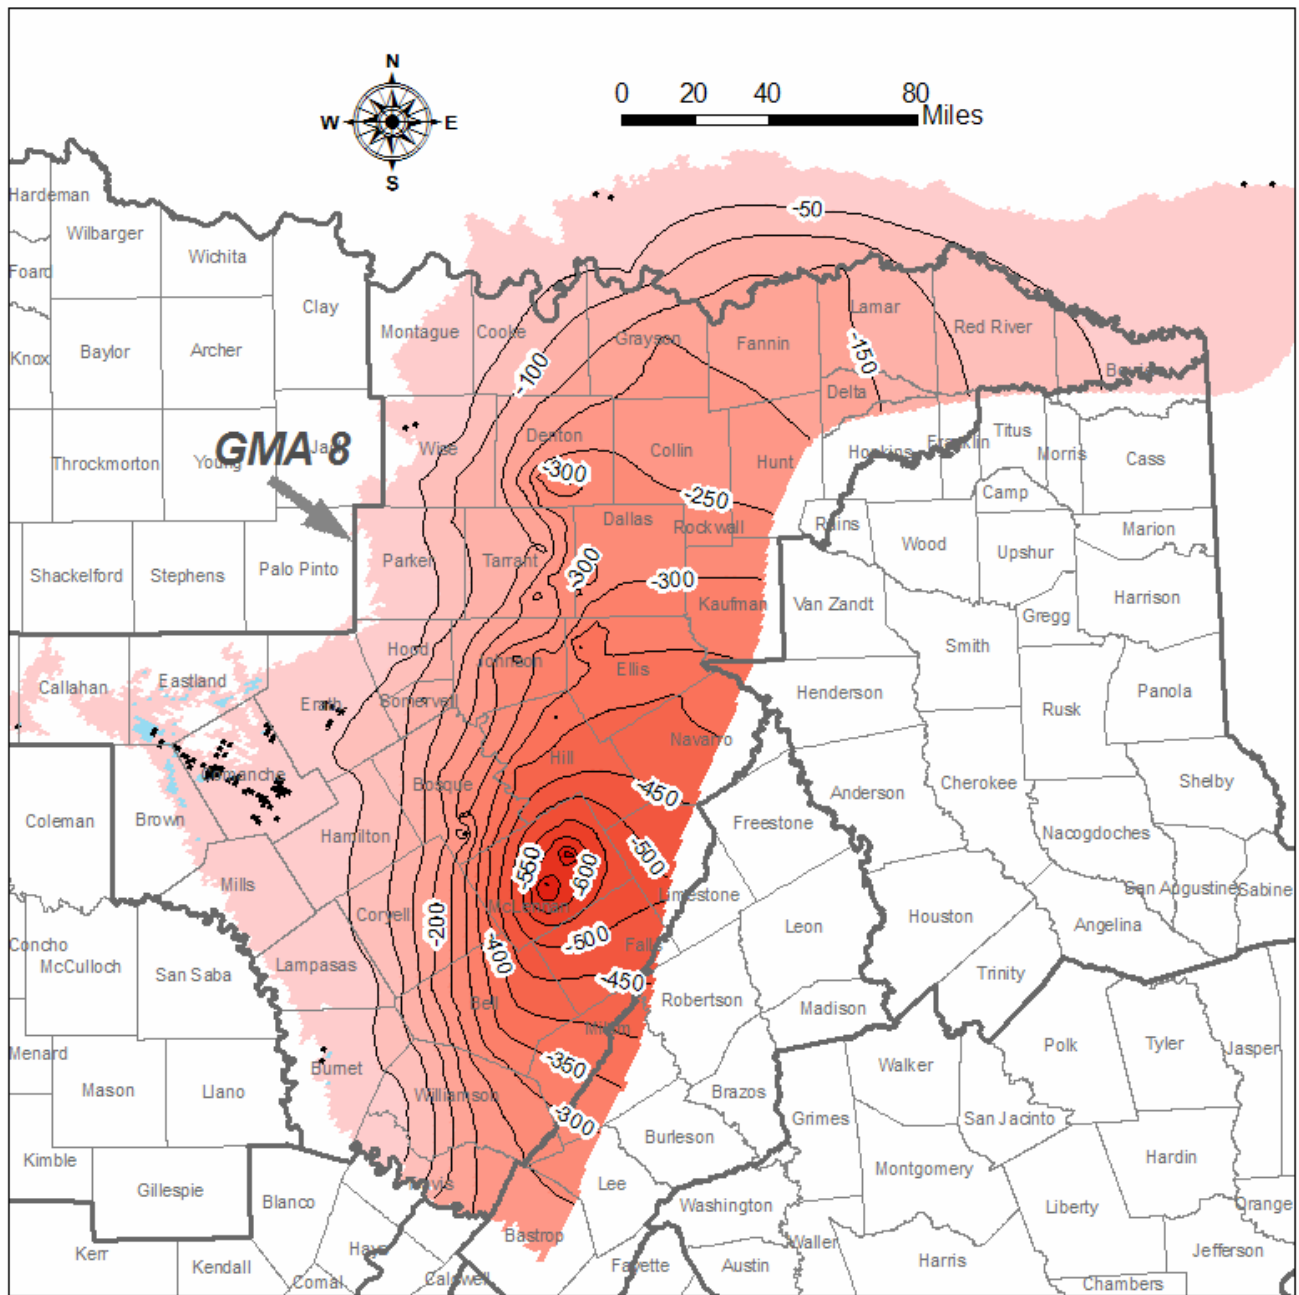 N
W E
S
0 20 40 80
Miles
Hardeman
Wilbarger
Wichita
-50
Foard
Clay
Lamar
Montague
Cooke
Grayson
Fannin
Red River
Knox
Baylor
Archer
-100
-150
Delta
GMA 8
Throckmorton
Wise
Denton
Collin
Hunt
Titus
Morris
Cass
-300
-250
Camp
Dallas
Rockwall
Rains
Wood
Marion
Upshur
Shackelford
Stephens
Palo Pinto
Parker
Tarrant
-300
-300
Kaufman
Van Zandt
Gregg
Harrison
Smith
Hood
Johnson
Ellis
Callahan
Eastland
Erath
Somervell
Henderson
Rusk
Panola
Navarro
Hill
Comanche
Bosque
-450
Anderson
Cherokee
Shelby
Coleman
Brown
Hamilton
Freestone
Nacogdoches
-550
-600
-500
Mills
McLennan
Limestone
San Augustine
Sabine
Coryell
-200
Leon
Houston
Angelina
Concho
McCulloch
San Saba
Lampasas
-400
-500
Falls
Trinity
-450
Bell
Robertson
Madison
Menard
Milam
Polk
Tyler
Jasper
Mason
Llano
Burnet
-350
Walker
Williamson
Brazos
-300
Grimes
San Jacinto
Burleson
Kimble
Gillespie
Blanco
Travis
Lee
Washington
Montgomery
Hardin
Liberty
Orange
Bastrop
Kerr
Kendall
Hays
Waller
Harris
Jefferson
Comal
Caldwell
Fayette
Austin
Chambers